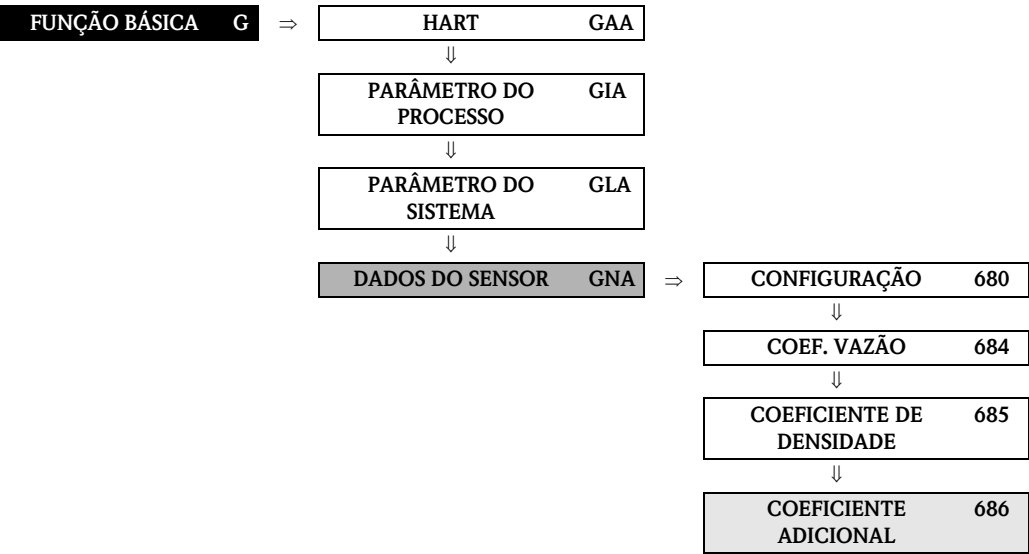 FUNÇÃO BÁSICA G ⇒ HART GAA
⇓
PARÂMETRO DO GIA
PROCESSO
⇓
PARÂMETRO DO GLA
SISTEMA
⇓
DADOS DO SENSOR GNA ⇒ CONFIGURAÇÃO 680
⇓
COEF. VAZÃO 684
⇓
COEFICIENTE DE 685
DENSIDADE
⇓
COEFICIENTE 686
ADICIONAL